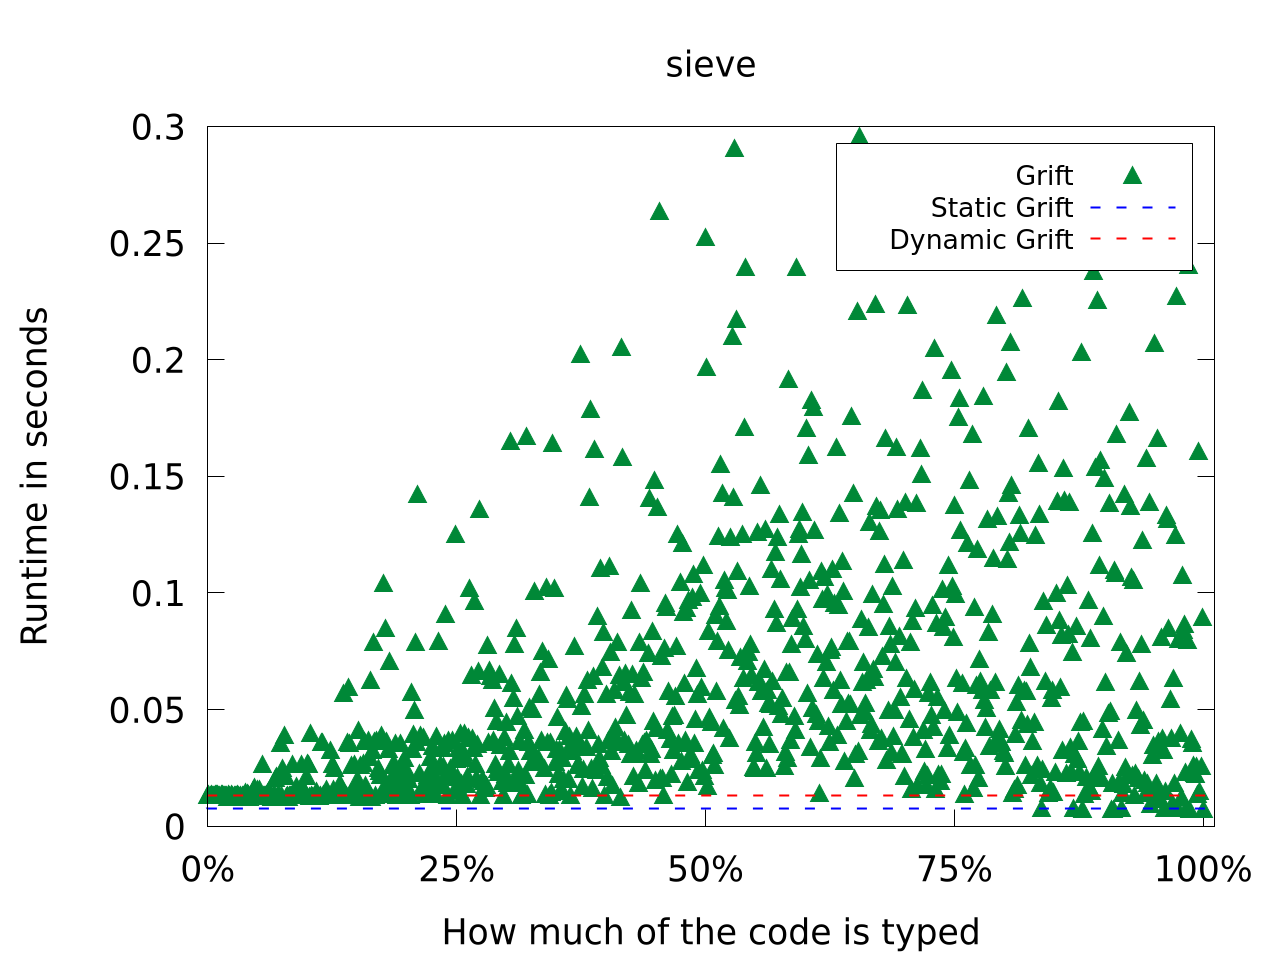 sieve
0.3
Grift
Static Grift
Dynamic Grift
0.25
0.2
0.15
0.1
0.05
0
Runtime in seconds
0% 25% 50% 75% 100%
How much of the code is typed